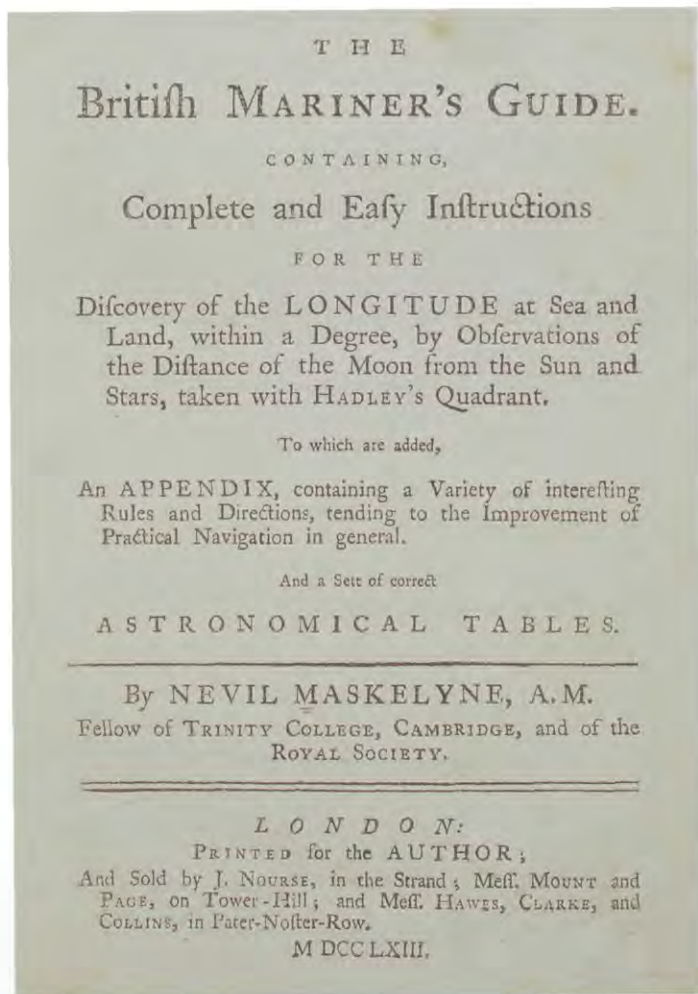 THE
Britiſh MARINER'S GUIDE.
CONTAINING,
Complete and Eaſy Inſtructions
FOR THE
Diſcovery of the LONGITUDE at Sea and
Land, within a Degree, by Obſervations of
the Diſtance of the Moon from the Sun and
Stars, taken with HADLEY's Quadrant.
To which are added,
An APPENDIX, containing a Variety of intereſting
Rules and Directions, tending to the Improvement of
Practical Navigation in general.
And a Sett of correct
ASTRONOMICAL TABLES.
By NEVIL MASKELYNE, A.M.
Fellow of TRINITY COLLEGE, CAMBRIDGE, and of the
ROYAL SOCIETY.
LONDON:
PRINTED for the AUTHOR;
And Sold by J. NOURSE, in the Strand; Meſſ. MOUNT and
PAGE, on Tower-Hill; and Meſſ. HAWES, CLARKE, and
COLLINS, in Pater-Noſter-Row.
M DCC LXIII.